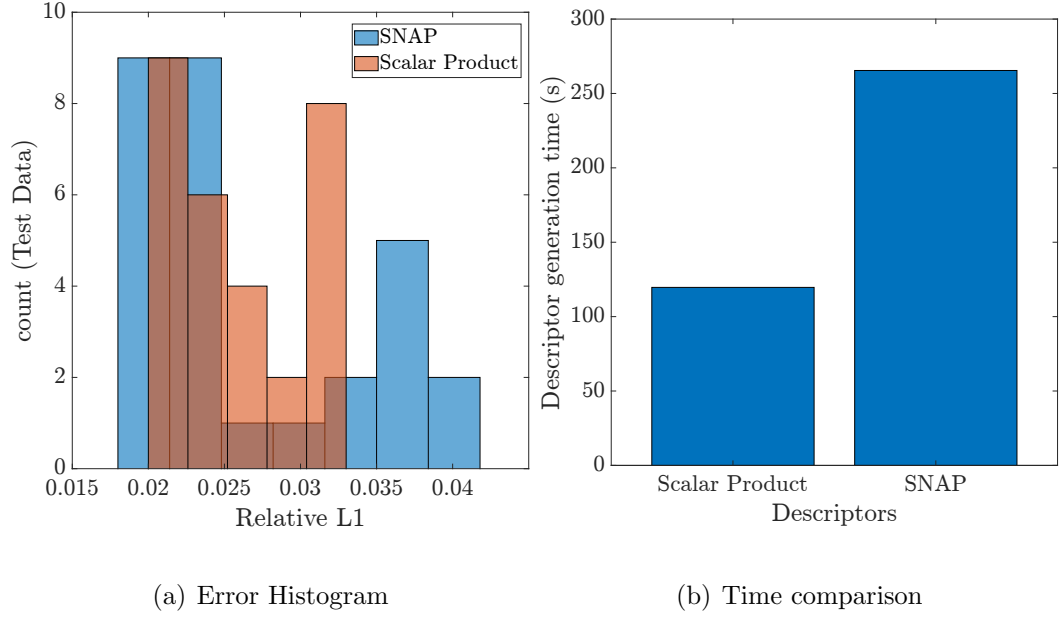 10
8
6
4
2
0
count (Test Data)
0.015 0.02 0.025 0.03 0.035 0.04
Relative L1
SNAP
Scalar Product
(a) Error Histogram
300
250
200
150
100
50
0
Descriptor generation time (s)
Scalar Product SNAP
Descriptors
(b) Time comparison